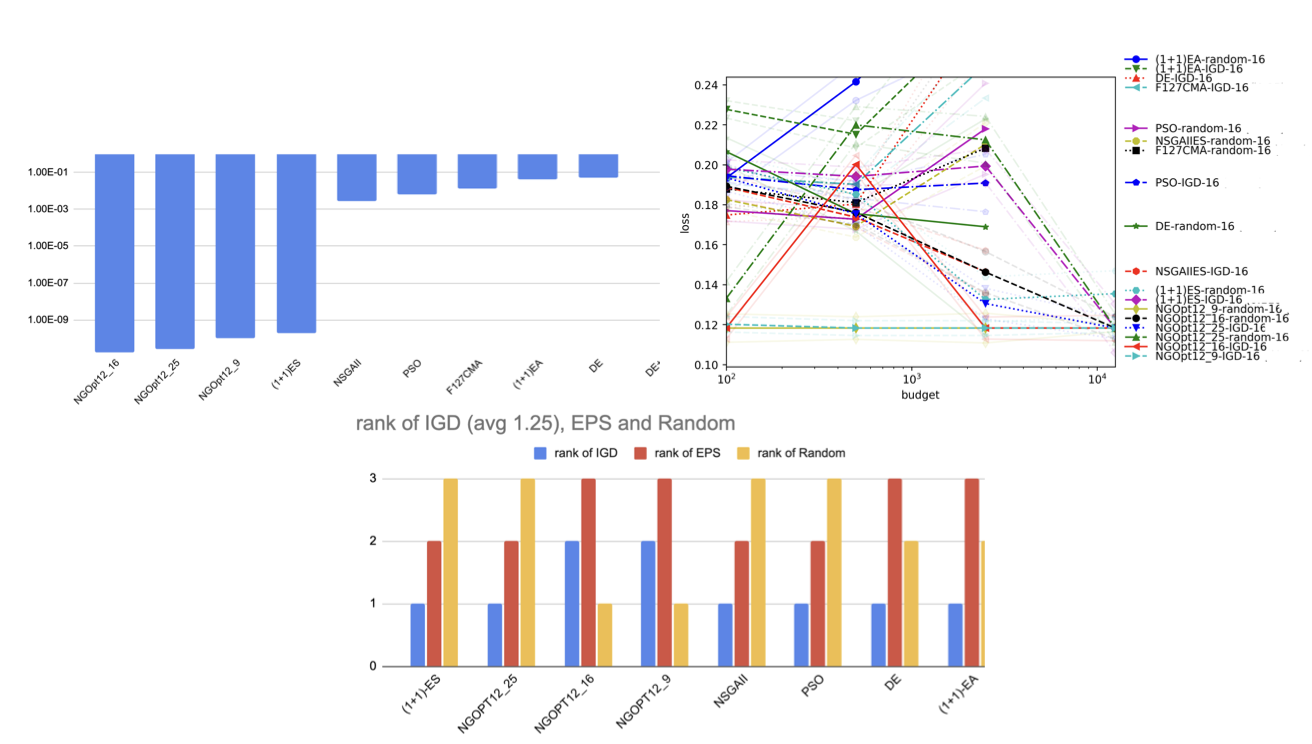 1.00E-01
1.00E-03
1.00E-05
1.00E-07
1.00E-09
NGOpt12_16
NGOpt12_25
NGOpt12_9
(1+1)ES
NSGAII
PSO
F127CMA
(1+1)EA
DE
DE-
0.24
0.22
0.20
0.18
0.16
0.14
0.12
0.10
loss
10²
10³
10⁴
budget
(1+1)EA-random-16
(1+1)EA-IGD-16
DE-IGD-16
F127CMA-IGD-16
PSO-random-16
NSGAIIES-random-16
F127CMA-random-16
PSO-IGD-16
DE-random-16
NSGAIIES-IGD-16
(1+1)ES-random-16
(1+1)ES-IGD-16
NGOpt12_9-random-16
NGOpt12_16-random-16
NGOpt12_25-IGD-16
NGOpt12_25-random-16
NGOpt12_16-IGD-16
NGOpt12_9-IGD-16
rank of IGD (avg 1.25), EPS and Random
rank of IGD
rank of EPS
rank of Random
3
2
1
0
(1+1)-ES
NGOPT12_25
NGOPT12_16
NGOPT12_9
NSGAII
PSO
DE
(1+1)-EA